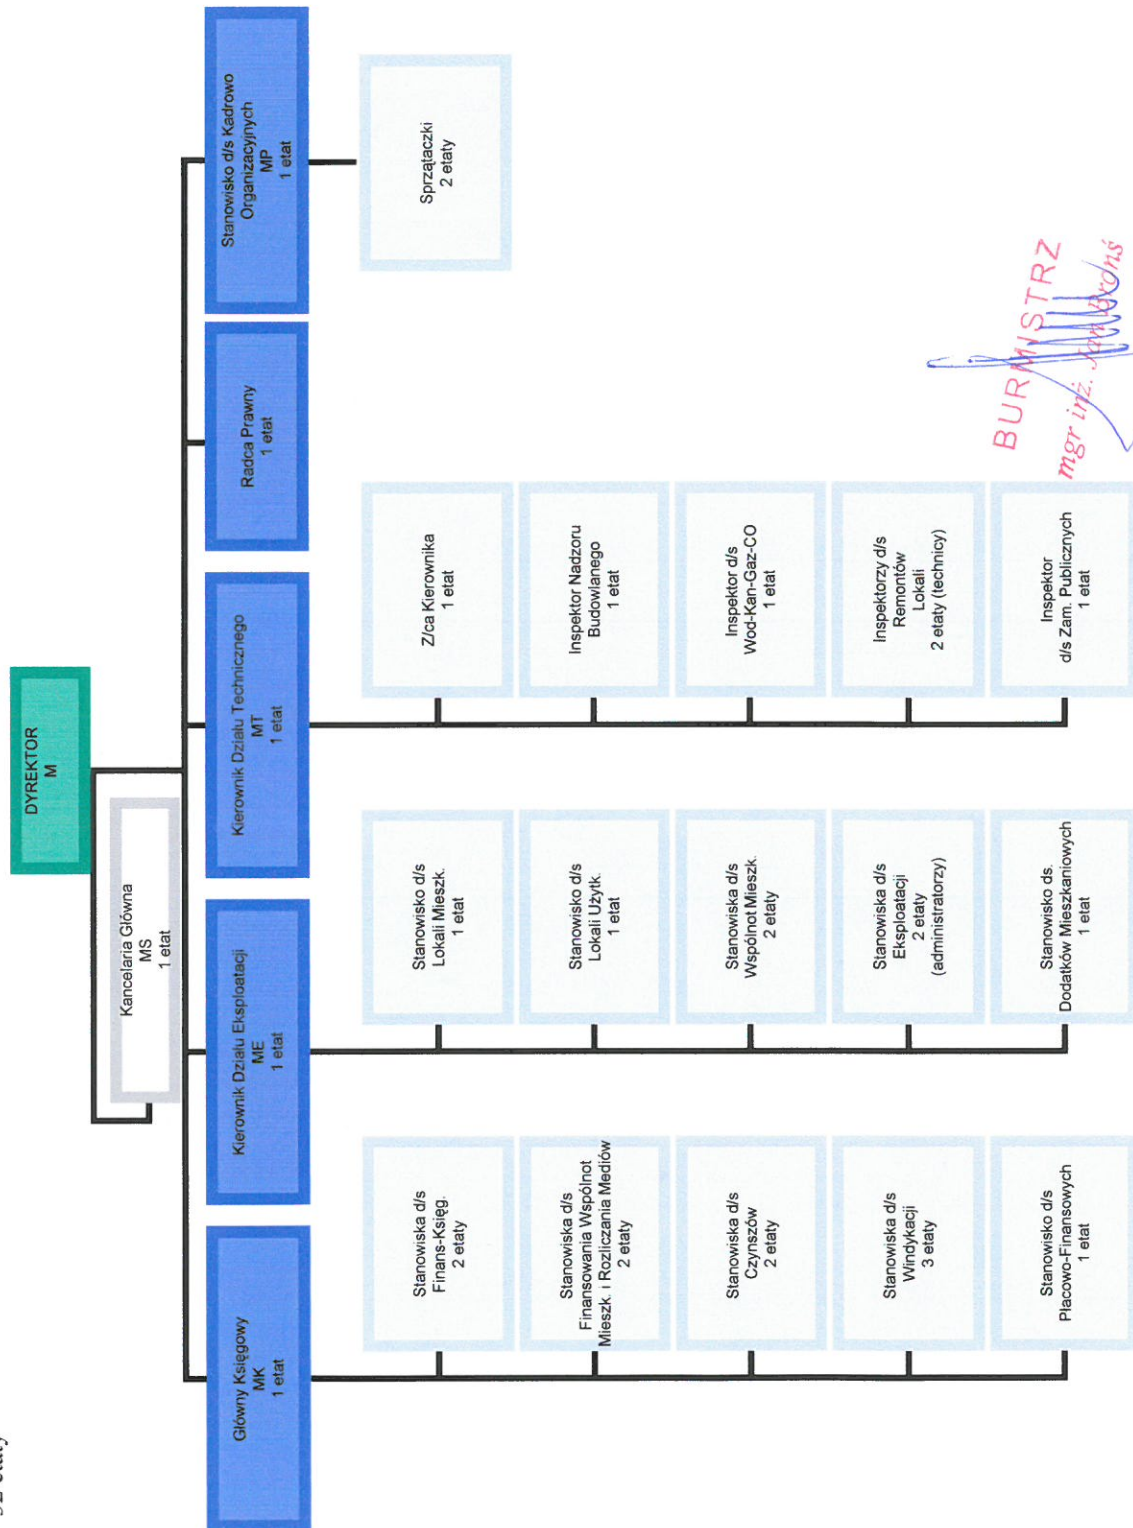 DYREKTOR
M
Kancelaria Główna
MS
1 etat
Główny Księgowy
MK
1 etat
Kierownik Działu Eksploatacji
ME
1 etat
Kierownik Działu Technicznego
MT
1 etat
Radca Prawny
1 etat
Stanowisko d/s Kadrowo
Organizacyjnych
MP
1 etat
Stanowiska d/s
Finans-Księg.
2 etaty
Stanowiska d/s
Finansowania Wspólnot
Mieszk. i Rozliczania Mediów
2 etaty
Stanowiska d/s
Czynszów
2 etaty
Stanowiska d/s
Windykacji
3 etaty
Stanowisko d/s
Płacowo-Finansowych
1 etat
Stanowisko d/s
Lokali Mieszk.
1 etat
Stanowisko d/s
Lokali Użytk.
1 etat
Stanowiska d/s
Wspólnot Mieszk.
2 etaty
Stanowiska d/s
Eksploatacji
2 etaty
(administratorzy)
Stanowisko ds.
Dodatków Mieszkaniowych
1 etat
Z/ca Kierownika
1 etat
Inspektor Nadzoru
Budowlanego
1 etat
Inspektor d/s
Wod-Kan-Gaz-CO
1 etat
Inspektorzy d/s
Remontów
Lokali
2 etaty (technicy)
Inspektor
d/s Zam. Publicznych
1 etat
Sprzątaczki
2 etaty
BURMISTRZ
mgr inż.